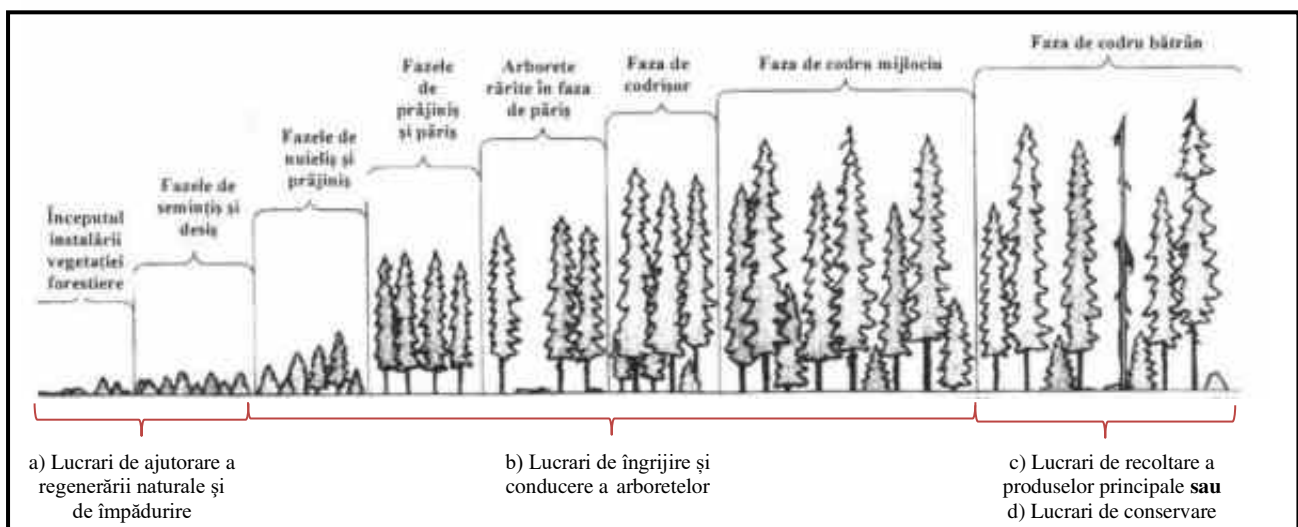 Începutul
instalării
vegetației
forestiere
Fazele de
semințiș și
desiș
Fazele de
nuieliș și
prăjiniș
Fazele
de
prăjiniș
și păriș
Arborete
rărite în faza
de păriș
Faza de
codrișor
Faza de codru mijlociu
Faza de codru bătrân
a) Lucrari de ajutorare a
regenerării naturale și
de împădurire
b) Lucrari de îngrijire și
conducere a arboretelor
c) Lucrari de recoltare a
produselor principale sau
d) Lucrari de conservare